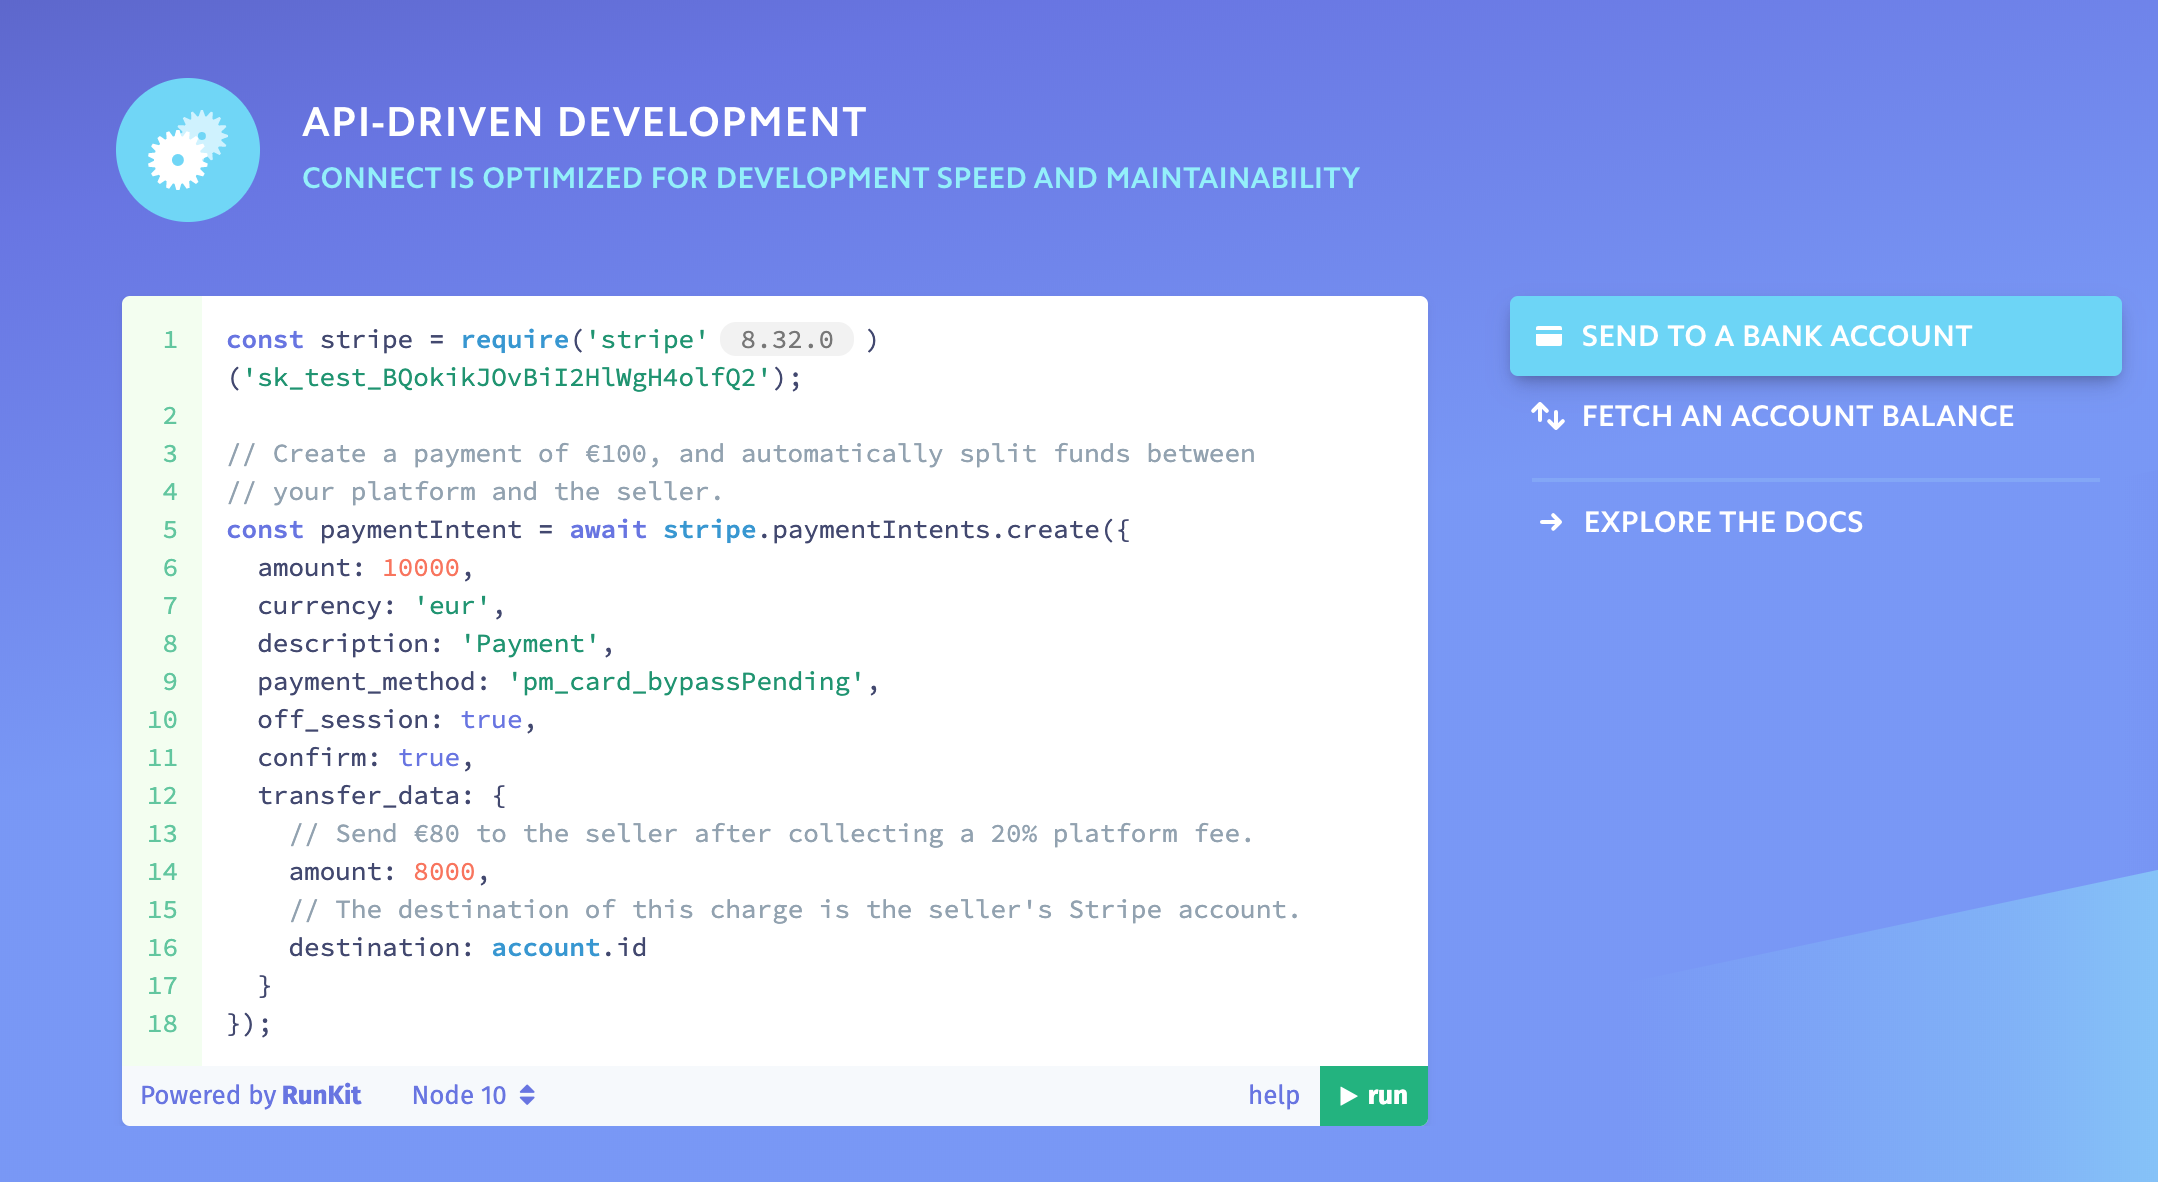 API-DRIVEN DEVELOPMENT
CONNECT IS OPTIMIZED FOR DEVELOPMENT SPEED AND MAINTAINABILITY
1 const stripe = require('stripe' 8.32.0 )
('sk_test_BQokikJOvBiI2HlWgH4olfQ2');
2
3 // Create a payment of €100, and automatically split funds between
4 // your platform and the seller.
5 const paymentIntent = await stripe.paymentIntents.create({
6   amount: 10000,
7   currency: 'eur',
8   description: 'Payment',
9   payment_method: 'pm_card_bypassPending',
10   off_session: true,
11   confirm: true,
12   transfer_data: {
13     // Send €80 to the seller after collecting a 20% platform fee.
14     amount: 8000,
15     // The destination of this charge is the seller's Stripe account.
16     destination: account.id
17   }
18 });
Powered by RunKit Node 10 help run
SEND TO A BANK ACCOUNT
FETCH AN ACCOUNT BALANCE
EXPLORE THE DOCS